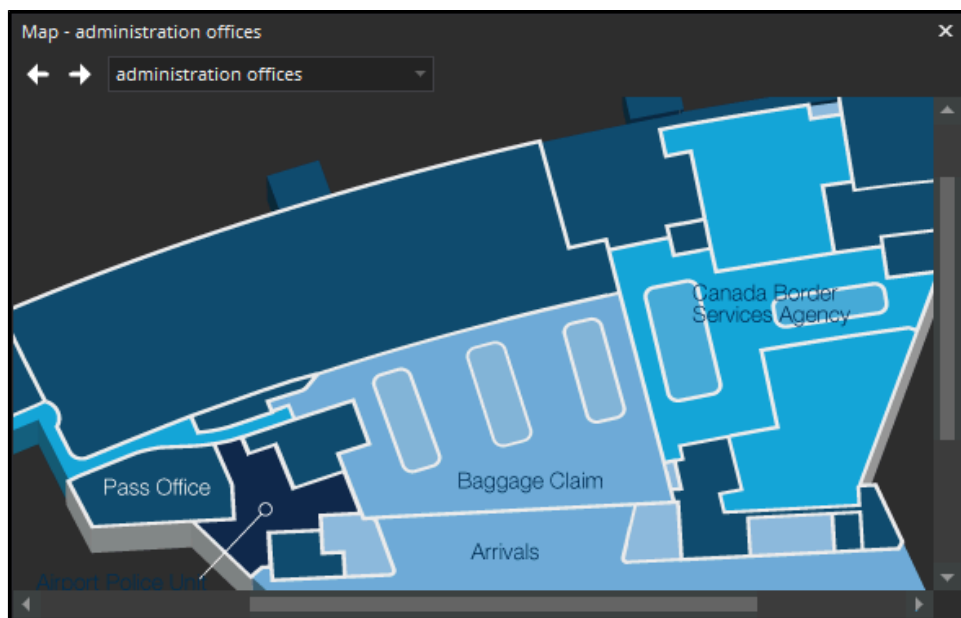 Map - administration offices
administration offices
Canada Border
Services Agency
Pass Office
Baggage Claim
Arrivals
Airport Police Unit